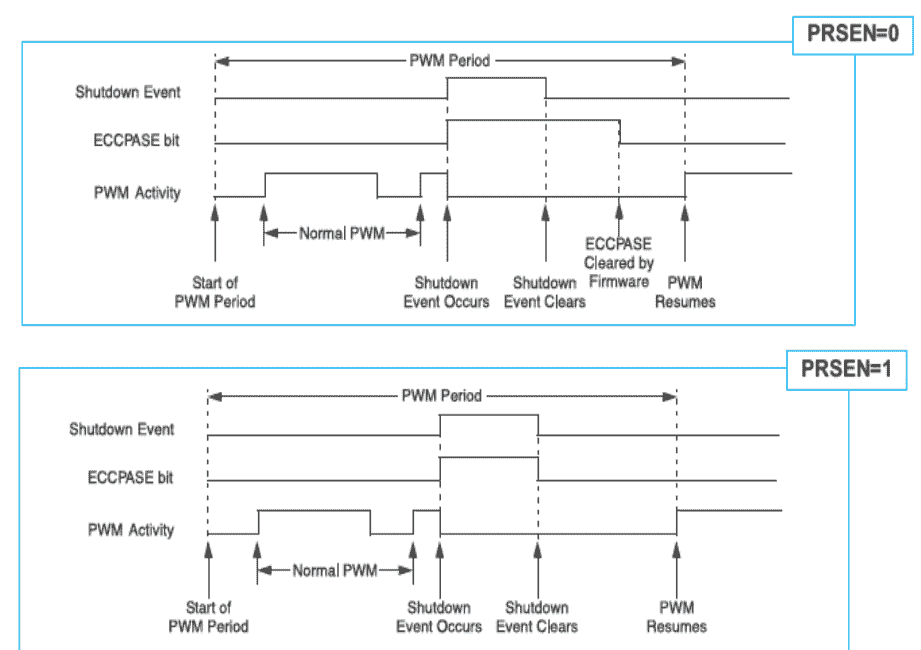 PRSEN=0
PWM Period
Shutdown Event
ECCPASE bit
PWM Activity
Normal PWM
Start of
PWM Period
Shutdown
Event Occurs
Shutdown
Event Clears
ECCPASE
Cleared by
Firmware
PWM
Resumes
PRSEN=1
PWM Period
Shutdown Event
ECCPASE bit
PWM Activity
Normal PWM
Start of
PWM Period
Shutdown
Event Occurs
Shutdown
Event Clears
PWM
Resumes